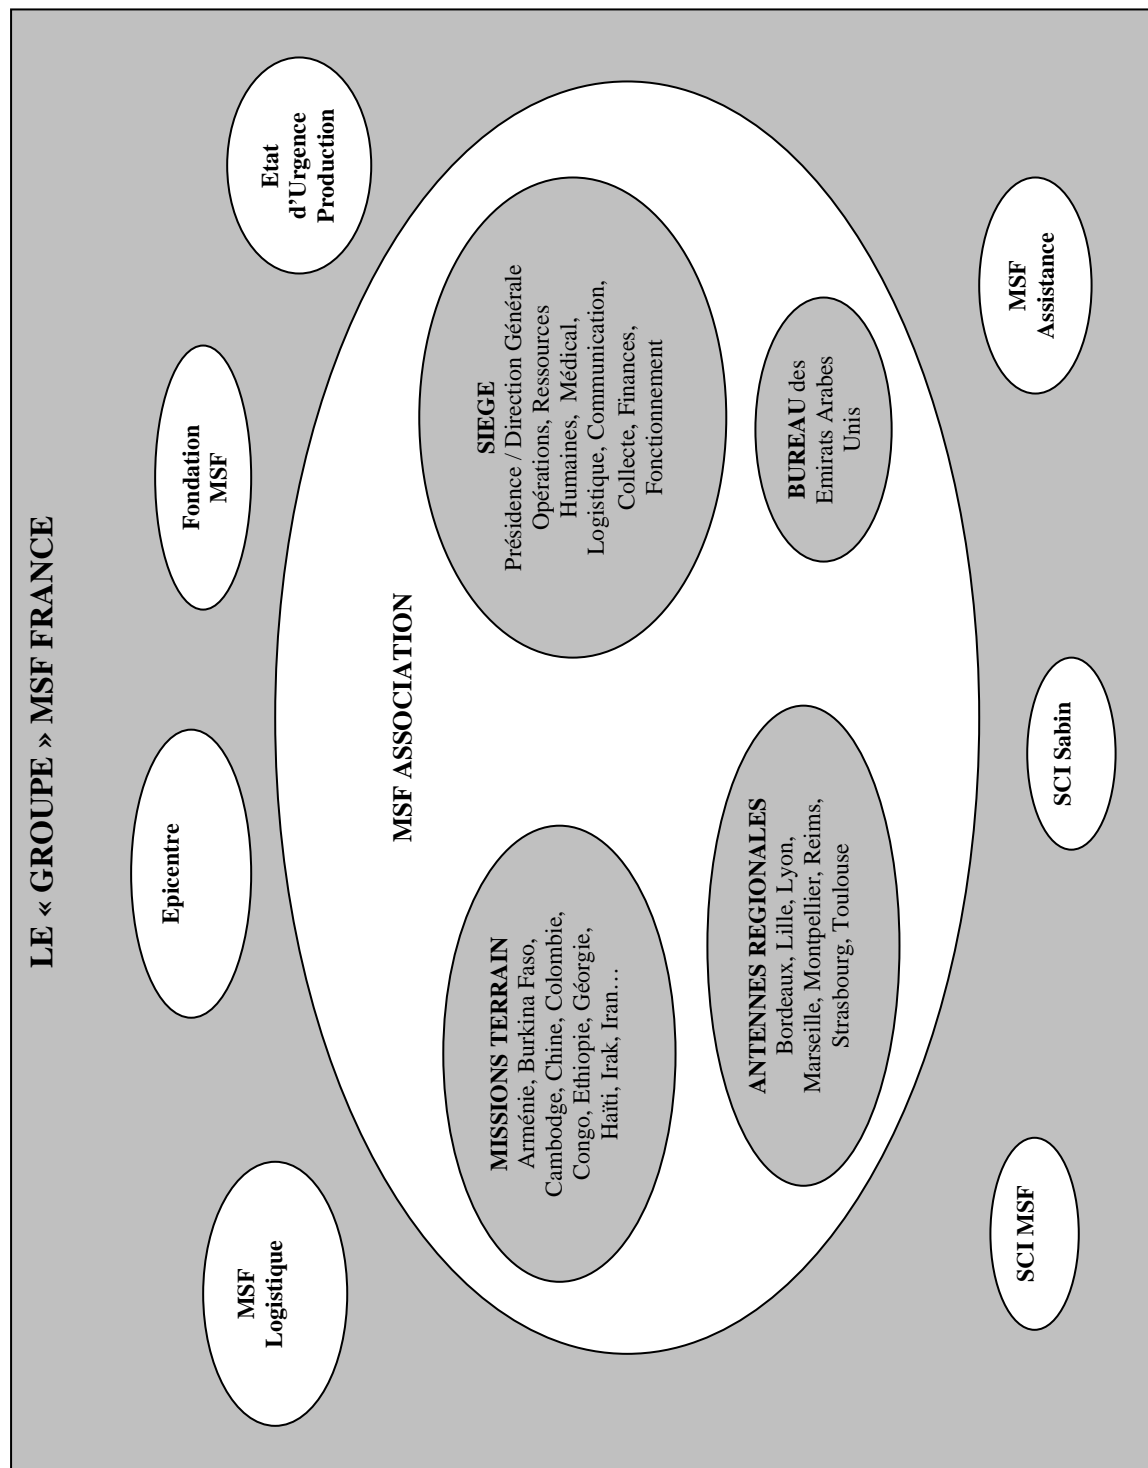 LE « GROUPE » MSF FRANCE
MSF
Logistique
Epicentre
Fondation
MSF
Etat
d’Urgence
Production
MSF ASSOCIATION
MISSIONS TERRAIN
Arménie, Burkina Faso,
Cambodge, Chine, Colombie,
Congo, Ethiopie, Géorgie,
Haïti, Irak, Iran…
SIEGE
Présidence / Direction Générale
Opérations, Ressources
Humaines, Médical,
Logistique, Communication,
Collecte, Finances,
Fonctionnement
ANTENNES REGIONALES
Bordeaux, Lille, Lyon,
Marseille, Montpellier, Reims,
Strasbourg, Toulouse
BUREAU des
Emirats Arabes
Unis
SCI MSF
SCI Sabin
MSF
Assistance